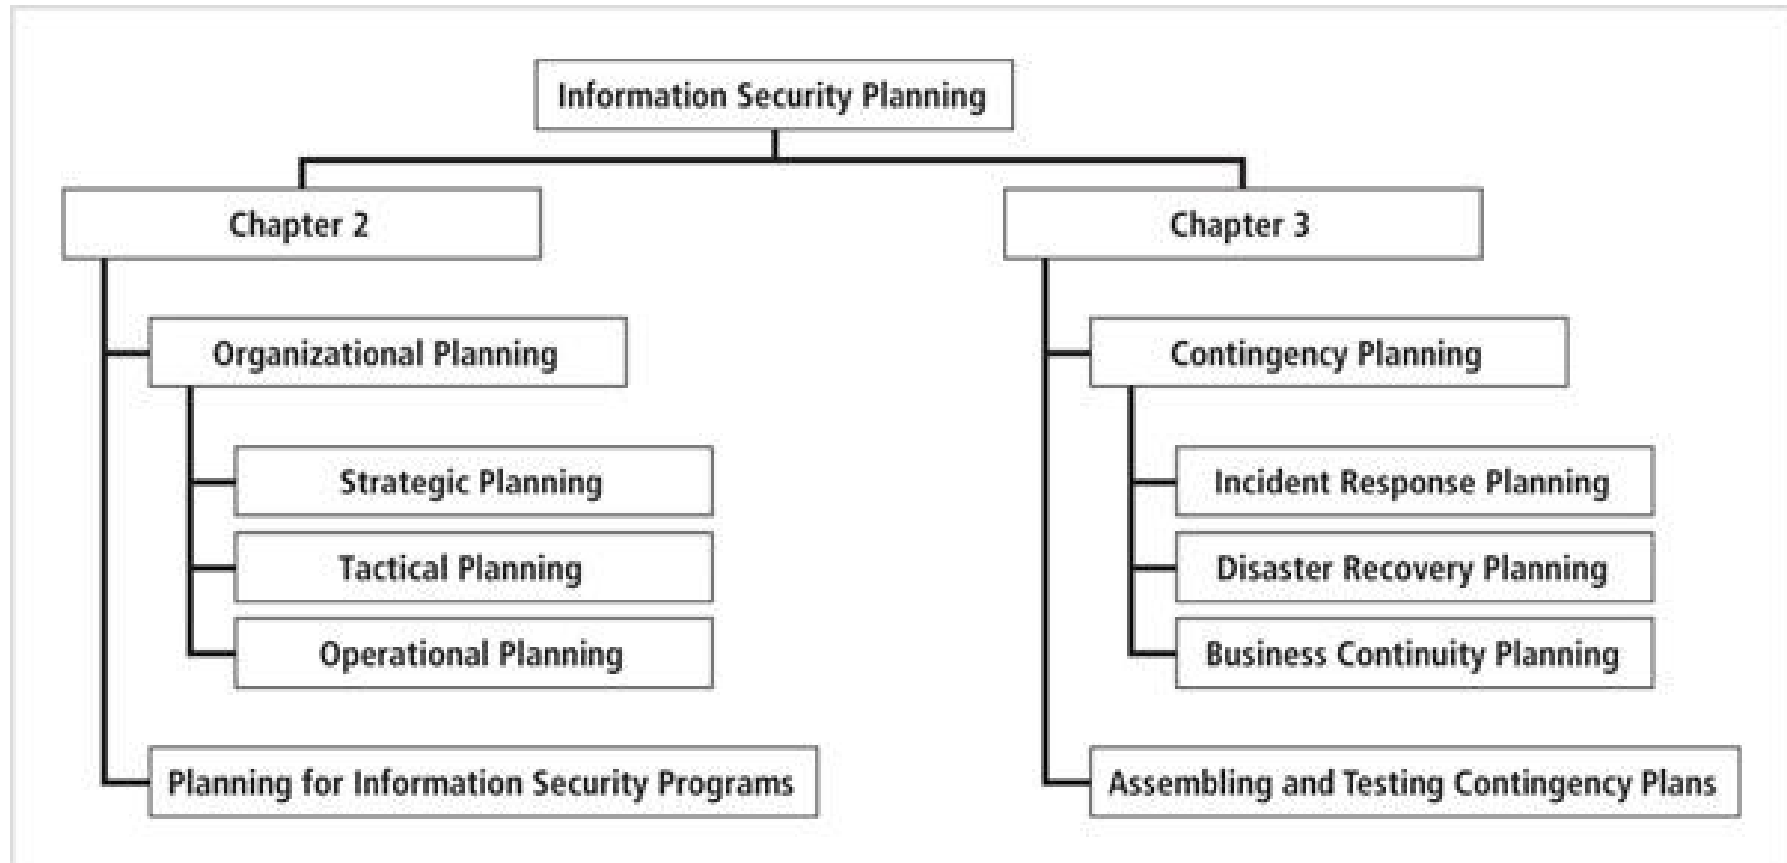 Information Security Planning
Chapter 2
Organizational Planning
Strategic Planning
Tactical Planning
Operational Planning
Planning for Information Security Programs
Chapter 3
Contingency Planning
Incident Response Planning
Disaster Recovery Planning
Business Continuity Planning
Assembling and Testing Contingency Plans